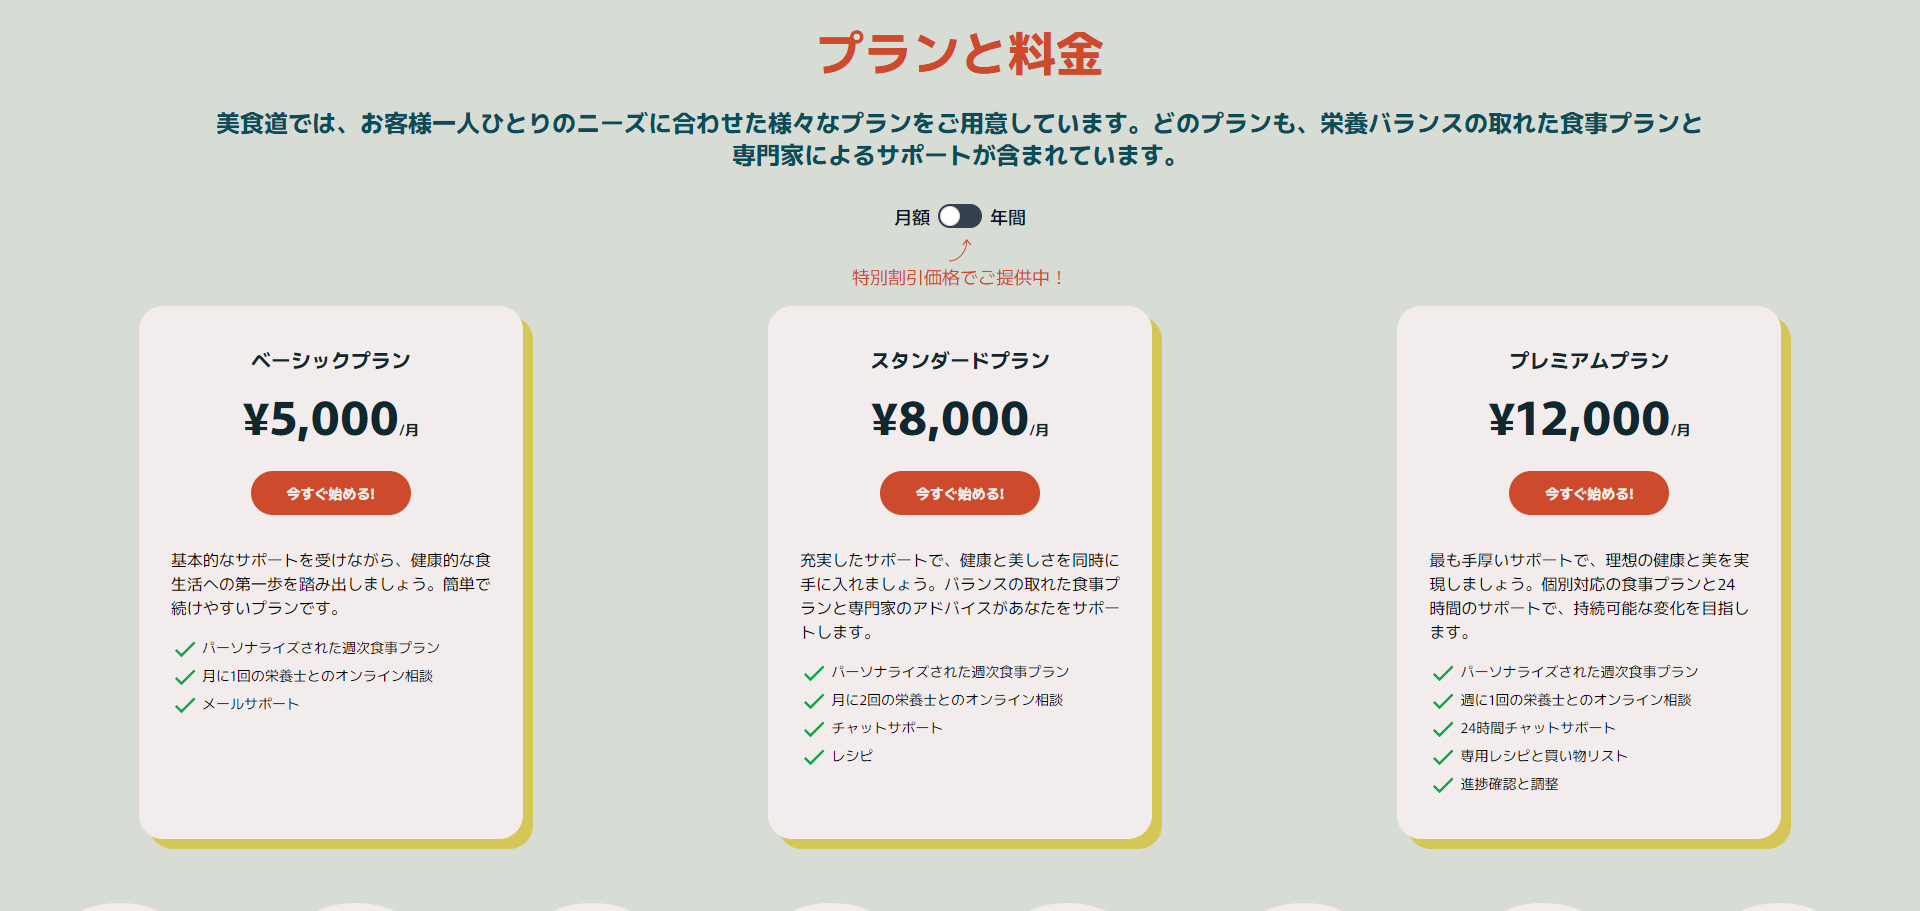 プランと料金
美食道では、お客様一人ひとりのニーズに合わせた様々なプランをご用意しています。どのプランも、栄養バランスの取れた食事プランと
専門家によるサポートが含まれています。
月額 年間
特別割引価格でご提供中！
ベーシックプラン
¥5,000/月
今すぐ始める!
基本的なサポートを受けながら、健康的な食
生活への第一歩を踏み出しましょう。簡単で
続けやすいプランです。
パーソナライズされた週次食事プラン
月に1回の栄養士とのオンライン相談
メールサポート
スタンダードプラン
¥8,000/月
今すぐ始める!
充実したサポートで、健康と美しさを同時に
手に入れましょう。バランスの取れた食事プ
ランと専門家のアドバイスがあなたをサポー
トします。
パーソナライズされた週次食事プラン
月に2回の栄養士とのオンライン相談
チャットサポート
レシピ
プレミアムプラン
¥12,000/月
今すぐ始める!
最も手厚いサポートで、理想の健康と美を実
現しましょう。個別対応の食事プランと24
時間のサポートで、持続可能な変化を目指し
ます。
パーソナライズされた週次食事プラン
週に1回の栄養士とのオンライン相談
24時間チャットサポート
専用レシピと買い物リスト
進捗確認と調整